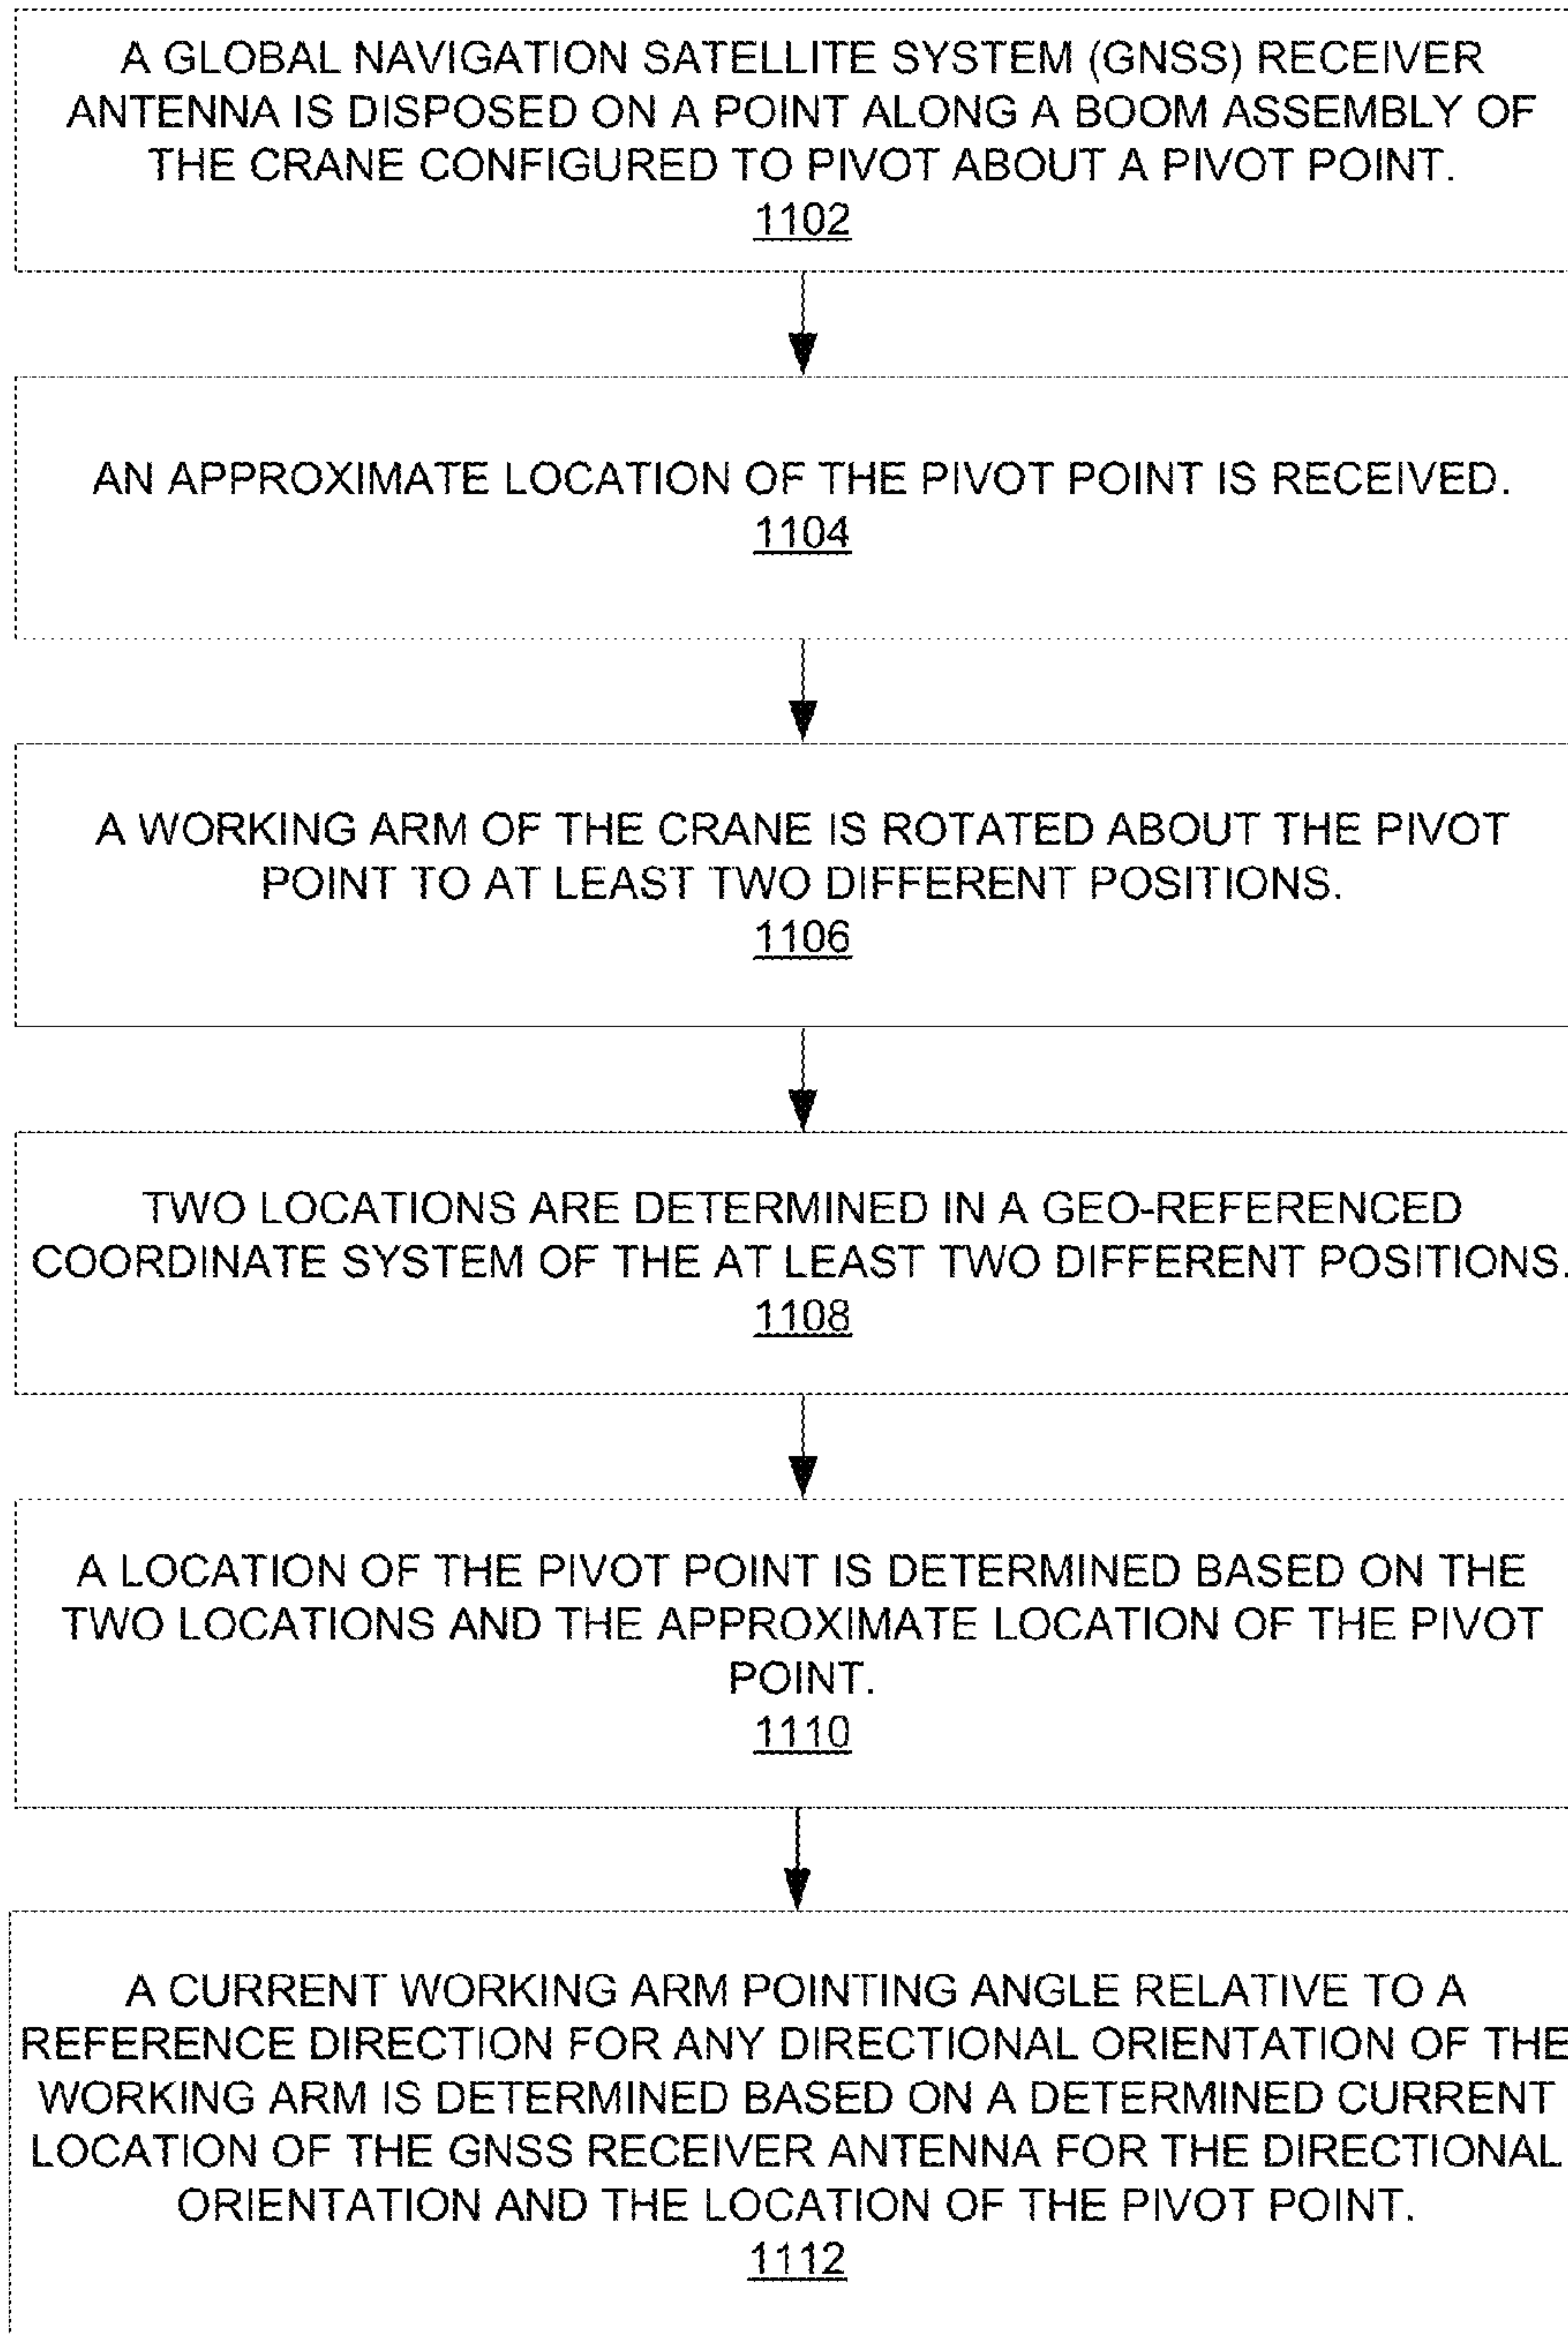 A GLOBAL NAVIGATION SATELLITE SYSTEM (GNSS) RECEIVER
ANTENNA IS DISPOSED ON A POINT ALONG A BOOM ASSEMBLY OF
THE CRANE CONFIGURED TO PIVOT ABOUT A PIVOT POINT.
1102
AN APPROXIMATE LOCATION OF THE PIVOT POINT IS RECEIVED.
1104
A WORKING ARM OF THE CRANE IS ROTATED ABOUT THE PIVOT
POINT TO AT LEAST TWO DIFFERENT POSITIONS.
1106
TWO LOCATIONS ARE DETERMINED IN A GEO-REFERENCED
COORDINATE SYSTEM OF THE AT LEAST TWO DIFFERENT POSITIONS.
1108
A LOCATION OF THE PIVOT POINT IS DETERMINED BASED ON THE
TWO LOCATIONS AND THE APPROXIMATE LOCATION OF THE PIVOT
POINT.
1110
A CURRENT WORKING ARM POINTING ANGLE RELATIVE TO A
REFERENCE DIRECTION FOR ANY DIRECTIONAL ORIENTATION OF THE
WORKING ARM IS DETERMINED BASED ON A DETERMINED CURRENT
LOCATION OF THE GNSS RECEIVER ANTENNA FOR THE DIRECTIONAL
ORIENTATION AND THE LOCATION OF THE PIVOT POINT.
1112